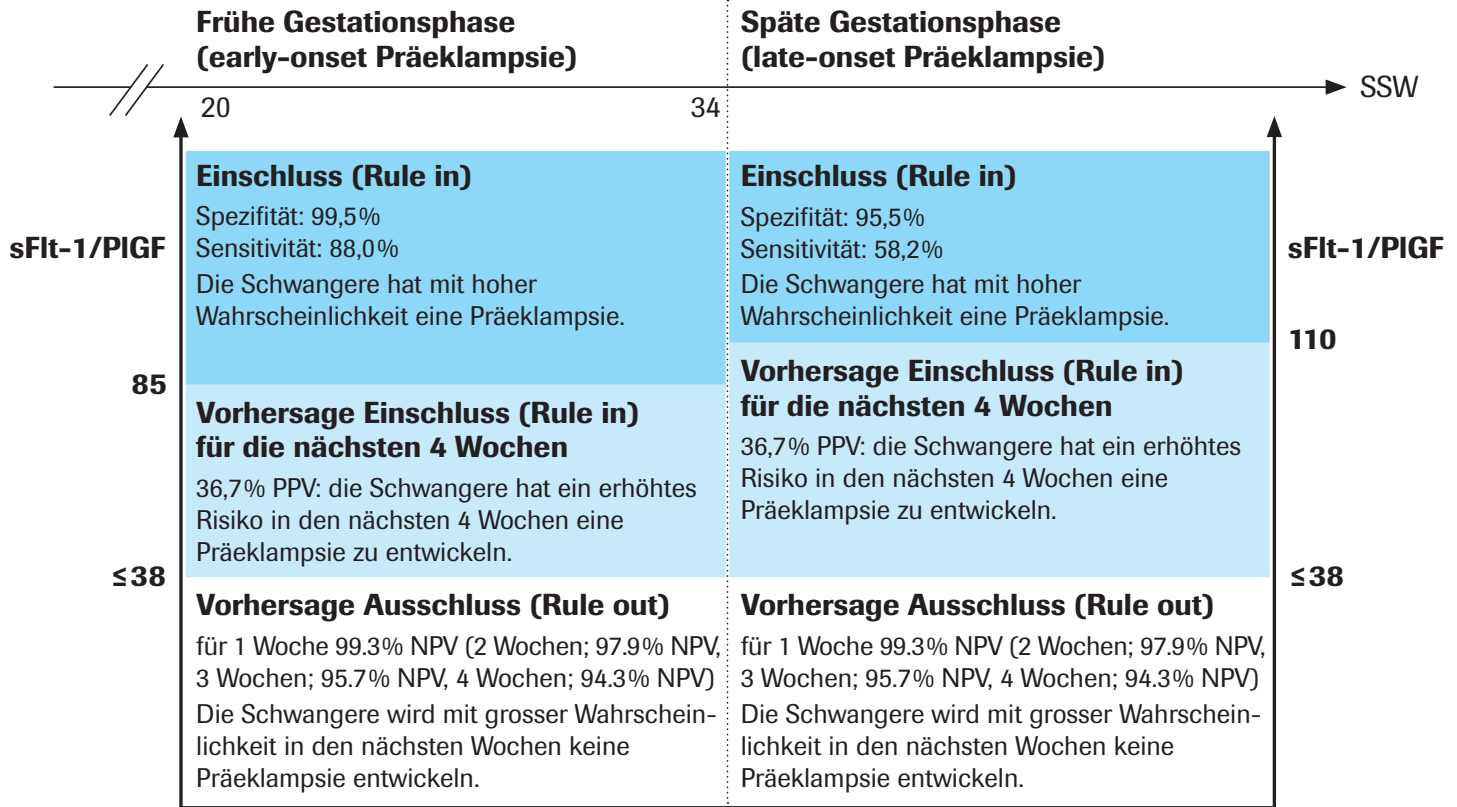 Frühe Gestationsphase
(early-onset Präeklampsie)
Späte Gestationsphase
(late-onset Präeklampsie)
SSW
20
34
sFlt-1/PlGF
85
≤38
Einschluss (Rule in)
Spezifität: 99,5%
Sensitivität: 88,0%
Die Schwangere hat mit hoher
Wahrscheinlichkeit eine Präeklampsie.
Vorhersage Einschluss (Rule in)
für die nächsten 4 Wochen
36,7% PPV: die Schwangere hat ein erhöhtes
Risiko in den nächsten 4 Wochen eine
Präeklampsie zu entwickeln.
Vorhersage Ausschluss (Rule out)
für 1 Woche 99.3% NPV (2 Wochen; 97.9% NPV,
3 Wochen; 95.7% NPV, 4 Wochen; 94.3% NPV)
Die Schwangere wird mit grosser Wahrschein-
lichkeit in den nächsten Wochen keine
Präeklampsie entwickeln.
Einschluss (Rule in)
Spezifität: 95,5%
Sensitivität: 58,2%
Die Schwangere hat mit hoher
Wahrscheinlichkeit eine Präeklampsie.
Vorhersage Einschluss (Rule in)
für die nächsten 4 Wochen
36,7% PPV: die Schwangere hat ein erhöhtes
Risiko in den nächsten 4 Wochen eine
Präeklampsie zu entwickeln.
Vorhersage Ausschluss (Rule out)
für 1 Woche 99.3% NPV (2 Wochen; 97.9% NPV,
3 Wochen; 95.7% NPV, 4 Wochen; 94.3% NPV)
Die Schwangere wird mit grosser Wahrschein-
lichkeit in den nächsten Wochen keine
Präeklampsie entwickeln.
sFlt-1/PlGF
110
≤38